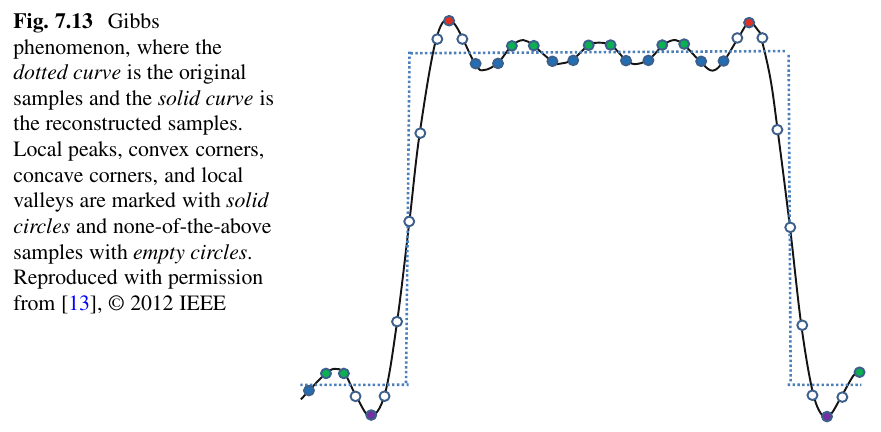 Fig. 7.13 Gibbs
phenomenon, where the
dotted curve is the original
samples and the solid curve is
the reconstructed samples.
Local peaks, convex corners,
concave corners, and local
valleys are marked with solid
circles and none-of-the-above
samples with empty circles.
Reproduced with permission
from [13], © 2012 IEEE